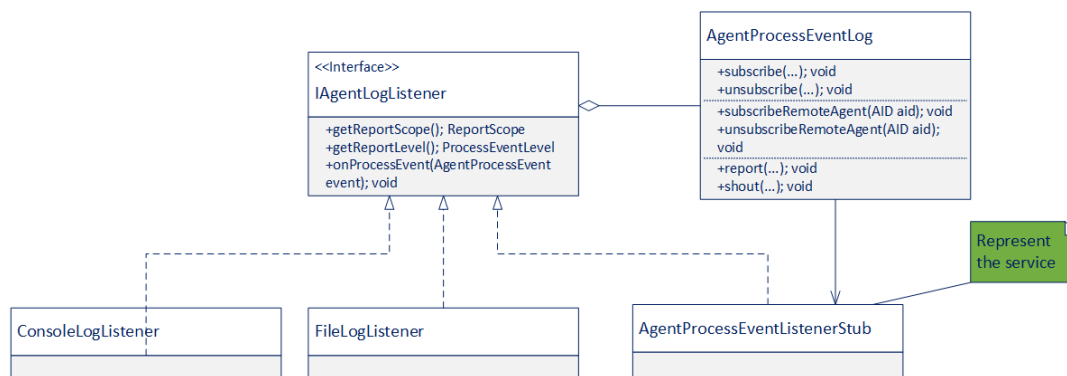 AgentProcessEventLog
+subscribe(...); void
+unsubscribe(...); void
+subscribeRemoteAgent(AID aid); void
+unsubscribeRemoteAgent(AID aid);
void
+report(...); void
+shout(...); void
<<Interface>>
IAgentLogListener
+getReportScope(); ReportScope
+getReportLevel(); ProcessEventLevel
+onProcessEvent(AgentProcessEvent
event); void
Represent
the service
ConsoleLogListener
FileLogListener
AgentProcessEventListenerStub